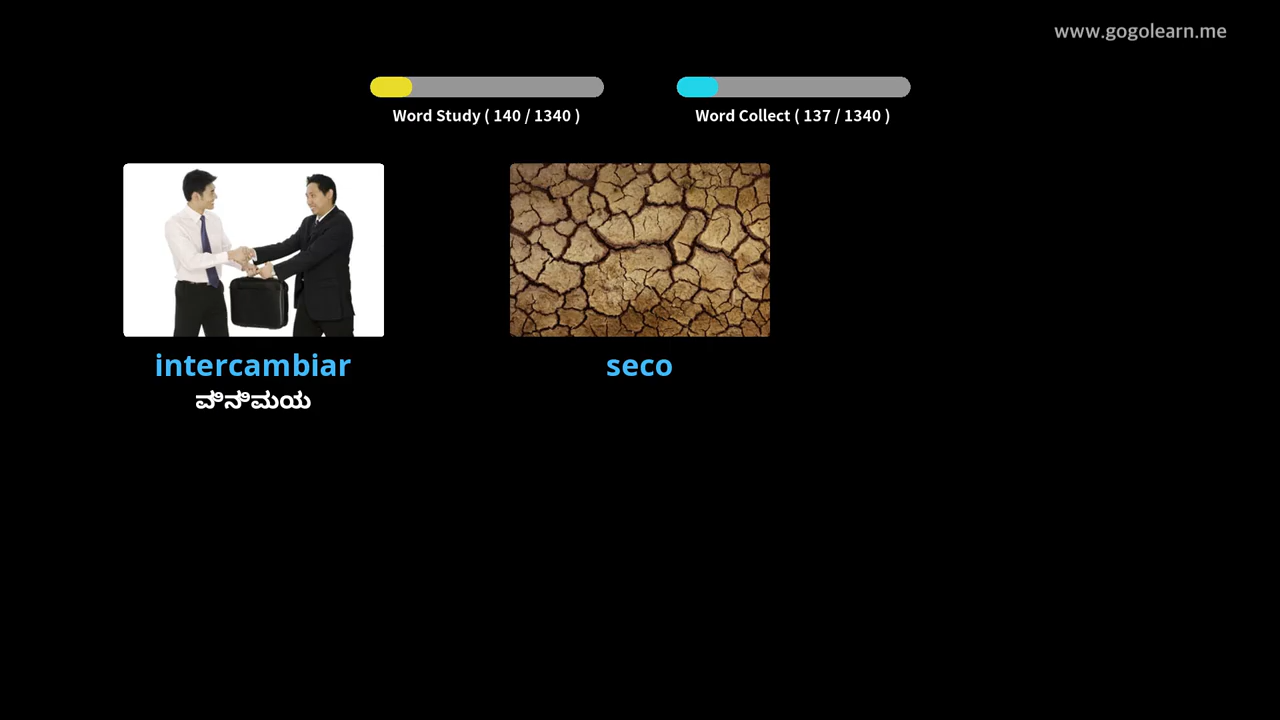 www.gogolearn.me
Word Study ( 140 / 1340 )
Word Collect ( 137 / 1340 )
intercambiar
ವಿನಿಮಯ
seco